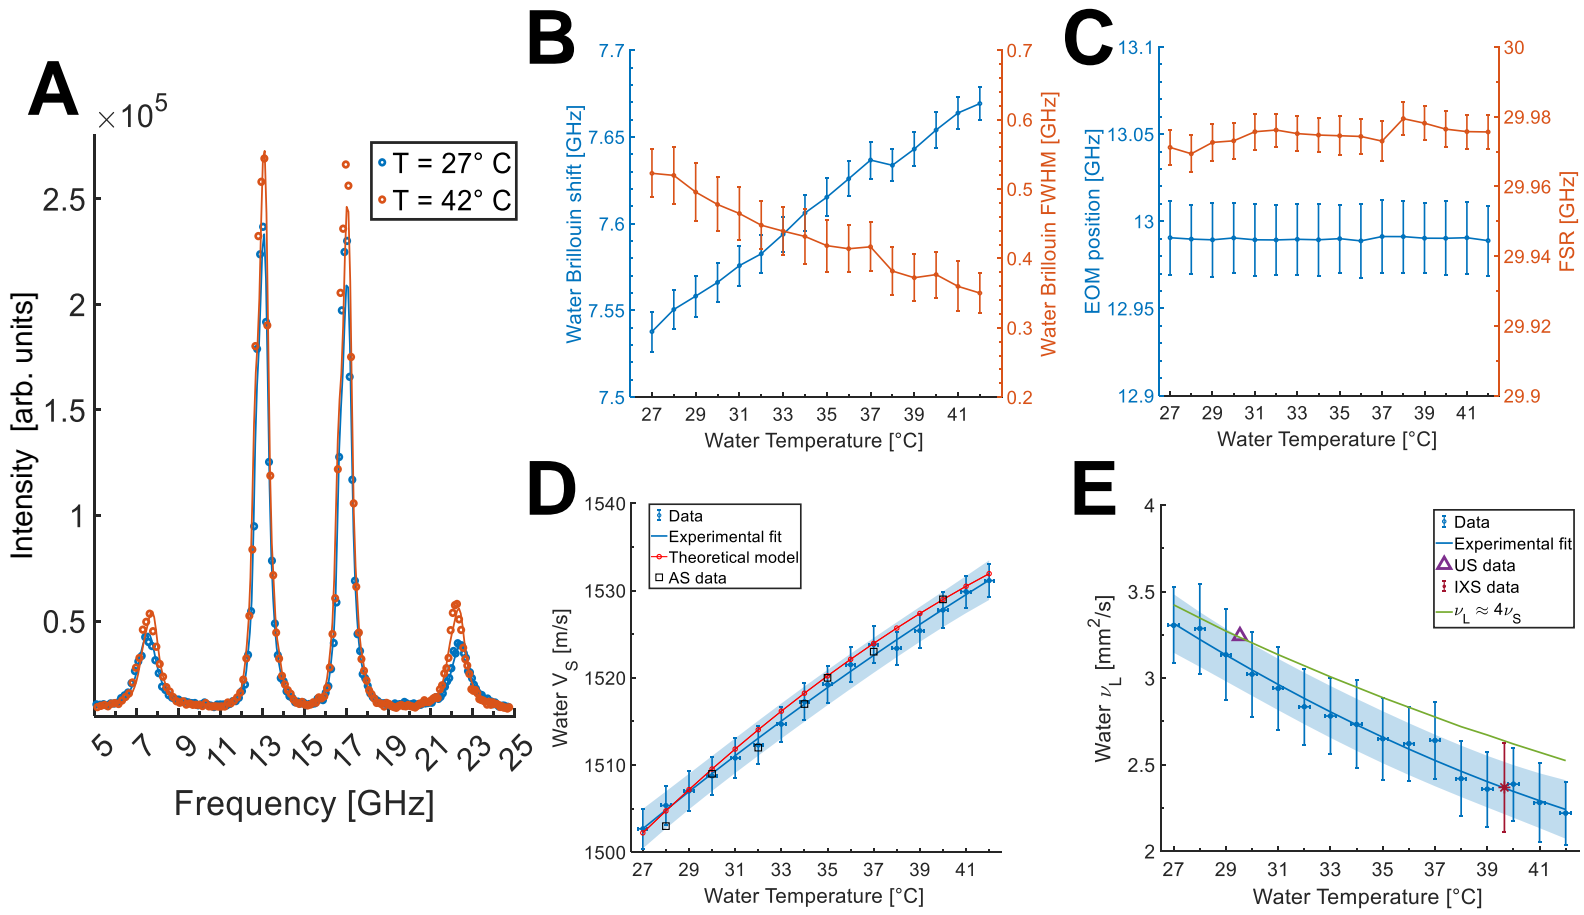 A
×10⁵
T = 27° C
T = 42° C
2.5
2
1.5
1
0.5
5 7 9 11 13 15 17 19 21 23 25
Intensity [arb. units]
Frequency [GHz]
B
7.7
7.65
7.6
7.55
7.5
0.7
0.6
0.5
0.4
0.3
0.2
27 29 31 33 35 37 39 41
Water Brillouin shift [GHz]
Water Brillouin FWHM [GHz]
Water Temperature [°C]
C
13.1
13.05
13
12.95
12.9
30
29.98
29.96
29.94
29.92
29.9
27 29 31 33 35 37 39 41
EOM position [GHz]
FSR [GHz]
Water Temperature [°C]
D
1540
1530
1520
1510
1500
Data
Experimental fit
Theoretical model
AS data
27 29 31 33 35 37 39 41
Water V_S [m/s]
Water Temperature [°C]
E
4
3.5
3
2.5
2
Data
Experimental fit
US data
IXS data
ν_L ≈ 4ν_S
27 29 31 33 35 37 39 41
Water ν_L [mm²/s]
Water Temperature [°C]